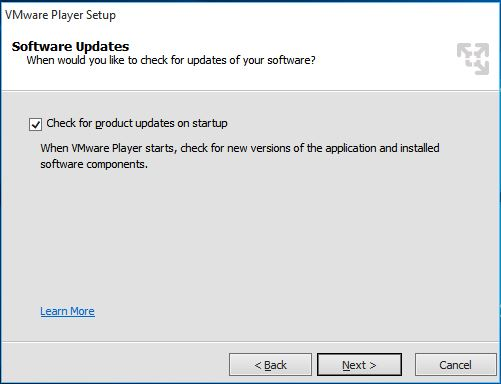 VMware Player Setup
Software Updates
When would you like to check for updates of your software?
Check for product updates on startup
When VMware Player starts, check for new versions of the application and installed
software components.
Learn More
< Back
Next >
Cancel